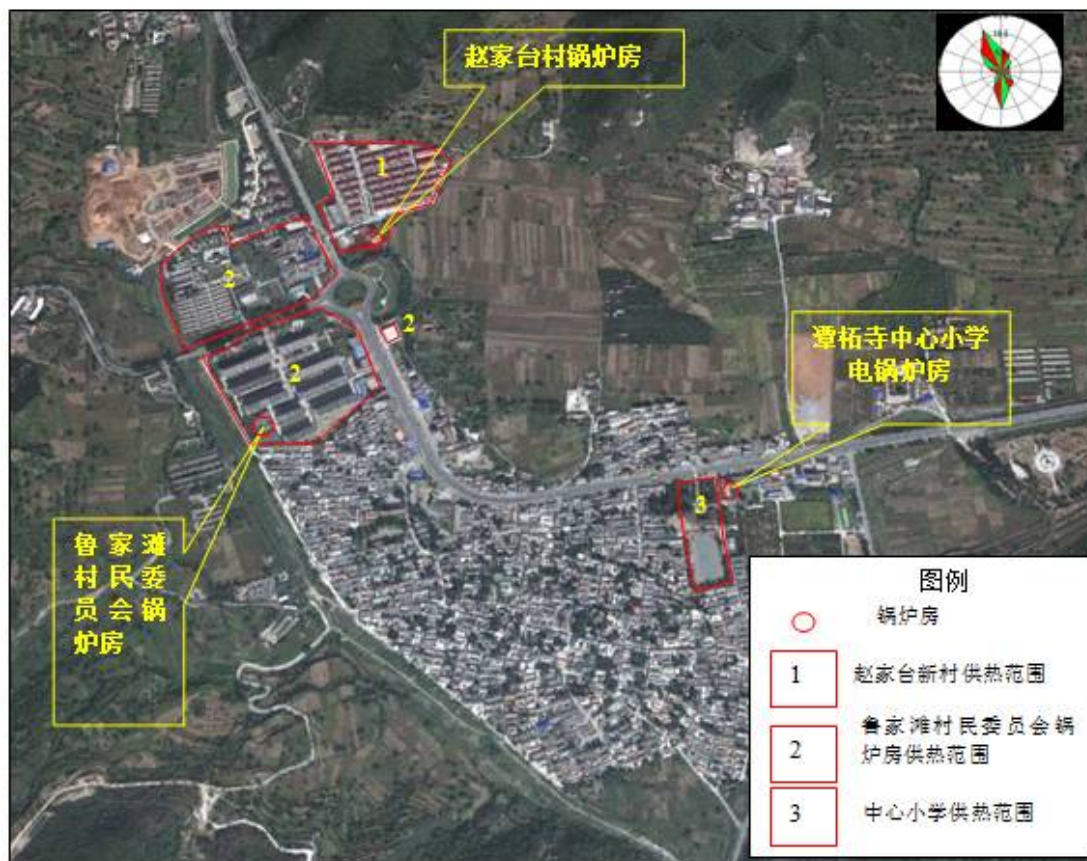 赵家台村锅炉房
1
2
2
2
潭柘寺中心小学
电锅炉房
3
鲁家滩
村民委
员会锅
炉房
图例
锅炉房
1
赵家台新村供热范围
2
鲁家滩村民委员会锅
炉房供热范围
3
中心小学供热范围